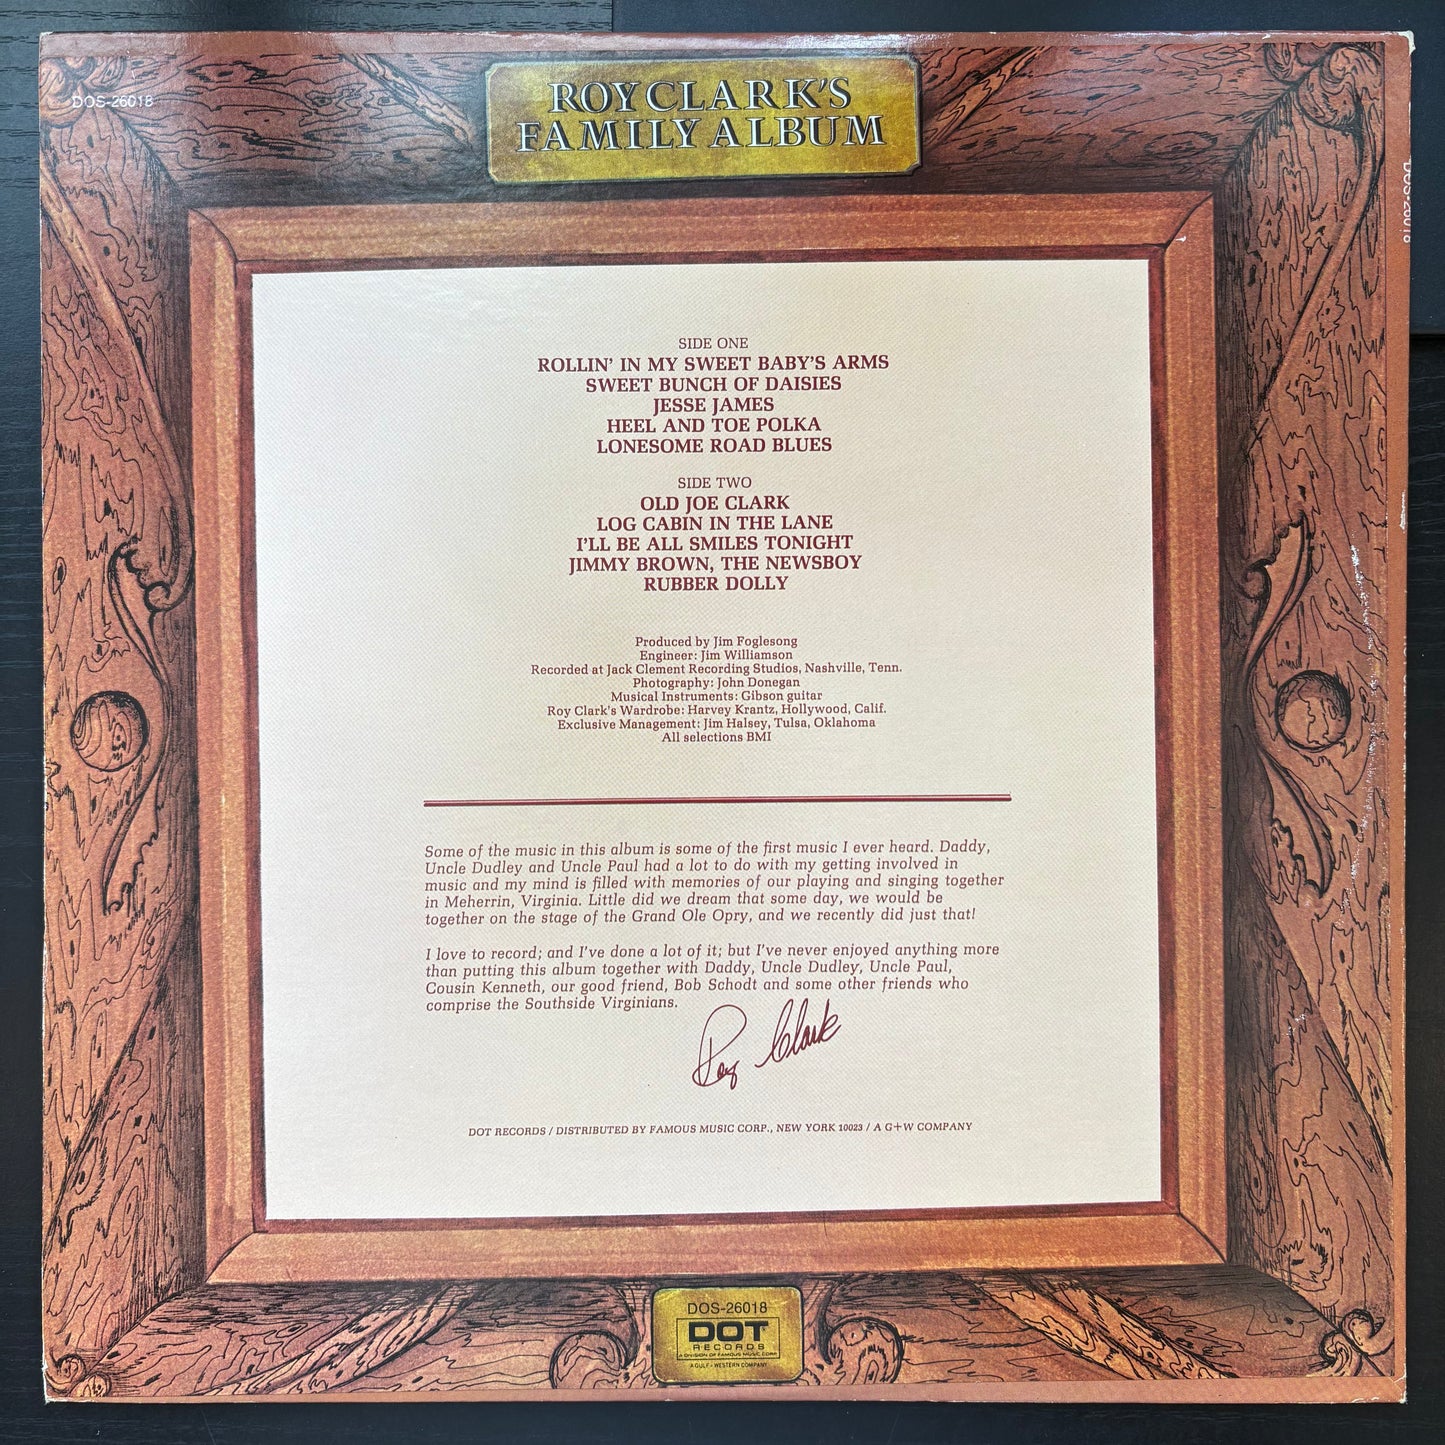 DOS-26018
ROY CLARK'S
FAMILY ALBUM
DOS-26018
SIDE ONE
ROLLIN' IN MY SWEET BABY'S ARMS
SWEET BUNCH OF DAISIES
JESSE JAMES
HEEL AND TOE POLKA
LONESOME ROAD BLUES
SIDE TWO
OLD JOE CLARK
LOG CABIN IN THE LANE
I'LL BE ALL SMILES TONIGHT
JIMMY BROWN, THE NEWSBOY
RUBBER DOLLY
Produced by Jim Foglesong
Engineer: Jim Williamson
Recorded at Jack Clement Recording Studios, Nashville, Tenn.
Photography: John Donegan
Musical Instruments: Gibson guitar
Roy Clark's Wardrobe: Harvey Krantz, Hollywood, Calif.
Exclusive Management: Jim Halsey, Tulsa, Oklahoma
All selections BMI
Some of the music in this album is some of the first music I ever heard. Daddy,
Uncle Dudley and Uncle Paul had a lot to do with my getting involved in
music and my mind is filled with memories of our playing and singing together
in Meherrin, Virginia. Little did we dream that some day, we would be
together on the stage of the Grand Ole Opry, and we recently did just that!
I love to record; and I've done a lot of it; but I've never enjoyed anything more
than putting this album together with Daddy, Uncle Dudley, Uncle Paul,
Cousin Kenneth, our good friend, Bob Schodt and some other friends who
comprise the Southside Virginians.
Roy Clark
DOT RECORDS / DISTRIBUTED BY FAMOUS MUSIC CORP., NEW YORK 10023 / A G+W COMPANY
DOS-26018
DOT
RECORDS
A DIVISION OF FAMOUS MUSIC CORP.
A GULF + WESTERN COMPANY